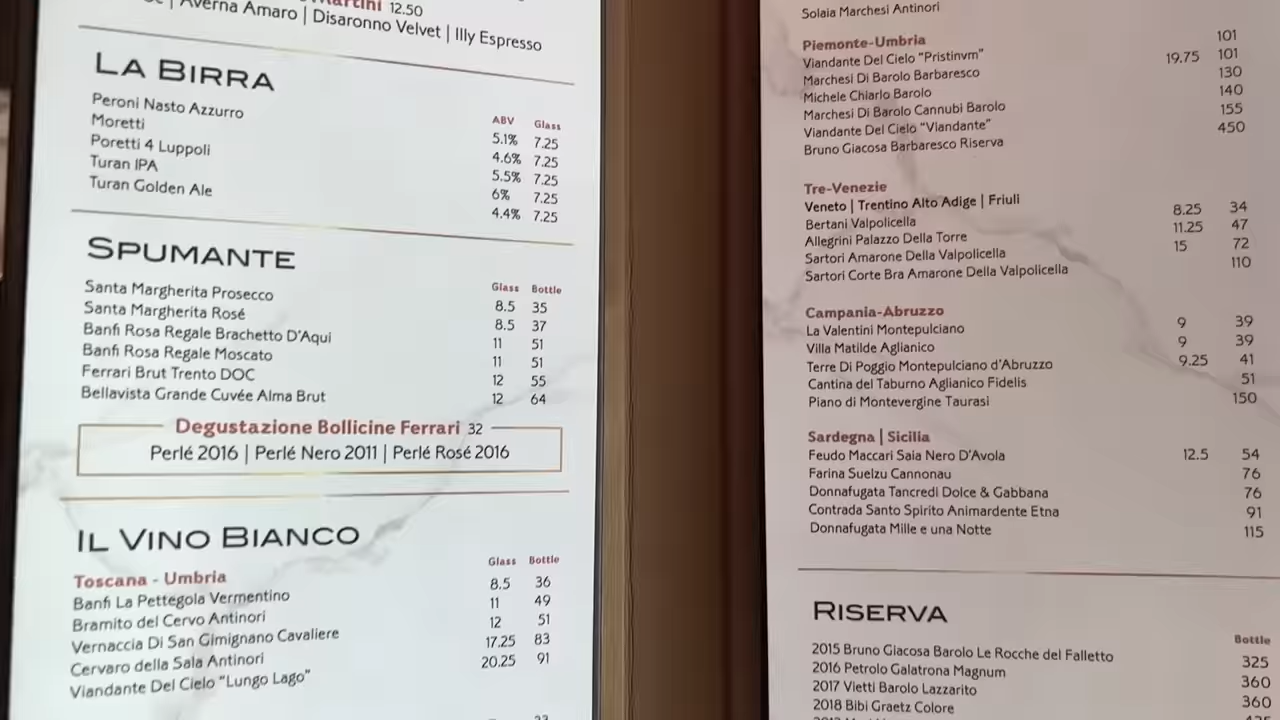 Martini 12.50
Averna Amaro | Disaronno Velvet | Illy Espresso
LA BIRRA
ABV Glass
Peroni Nasto Azzurro 5.1% 7.25
Moretti 4.6% 7.25
Poretti 4 Luppoli 5.5% 7.25
Turan IPA 6% 7.25
Turan Golden Ale 4.4% 7.25
SPUMANTE
Glass Bottle
Santa Margherita Prosecco 8.5 35
Santa Margherita Rosé 8.5 37
Banfi Rosa Regale Brachetto D'Aqui 11 51
Banfi Rosa Regale Moscato 11 51
Ferrari Brut Trento DOC 12 55
Bellavista Grande Cuvée Alma Brut 12 64
Degustazione Bollicine Ferrari 32
Perlé 2016 | Perlé Nero 2011 | Perlé Rosé 2016
IL VINO BIANCO
Glass Bottle
Toscana - Umbria
Banfi La Pettegola Vermentino 8.5 36
Bramito del Cervo Antinori 11 49
Vernaccia Di San Gimignano Cavaliere 12 51
Cervaro della Sala Antinori 17.25 83
Viandante Del Cielo "Lungo Lago" 20.25 91
Solaia Marchesi Antinori
Piemonte-Umbria
Viandante Del Cielo "Pristinvm" 101
Marchesi Di Barolo Barbaresco 19.75 101
Michele Chiarlo Barolo 130
Marchesi Di Barolo Cannubi Barolo 140
Viandante Del Cielo "Viandante" 155
Bruno Giacosa Barbaresco Riserva 450
Tre-Venezie
Veneto | Trentino Alto Adige | Friuli
Bertani Valpolicella 8.25 34
Allegrini Palazzo Della Torre 11.25 47
Sartori Amarone Della Valpolicella 15 72
Sartori Corte Bra Amarone Della Valpolicella 110
Campania-Abruzzo
La Valentini Montepulciano 9 39
Villa Matilde Aglianico 9 39
Terre Di Poggio Montepulciano d'Abruzzo 9.25 41
Cantina del Taburno Aglianico Fidelis 51
Piano di Montevergine Taurasi 150
Sardegna | Sicilia
Feudo Maccari Saia Nero D'Avola 12.5 54
Farina Suelzu Cannonau 76
Donnafugata Tancredi Dolce & Gabbana 76
Contrada Santo Spirito Animardente Etna 91
Donnafugata Mille e una Notte 115
RISERVA
Bottle
2015 Bruno Giacosa Barolo Le Rocche del Falletto 325
2016 Petrolo Galatrona Magnum 360
2017 Vietti Barolo Lazzarito 360
2018 Bibi Graetz Colore